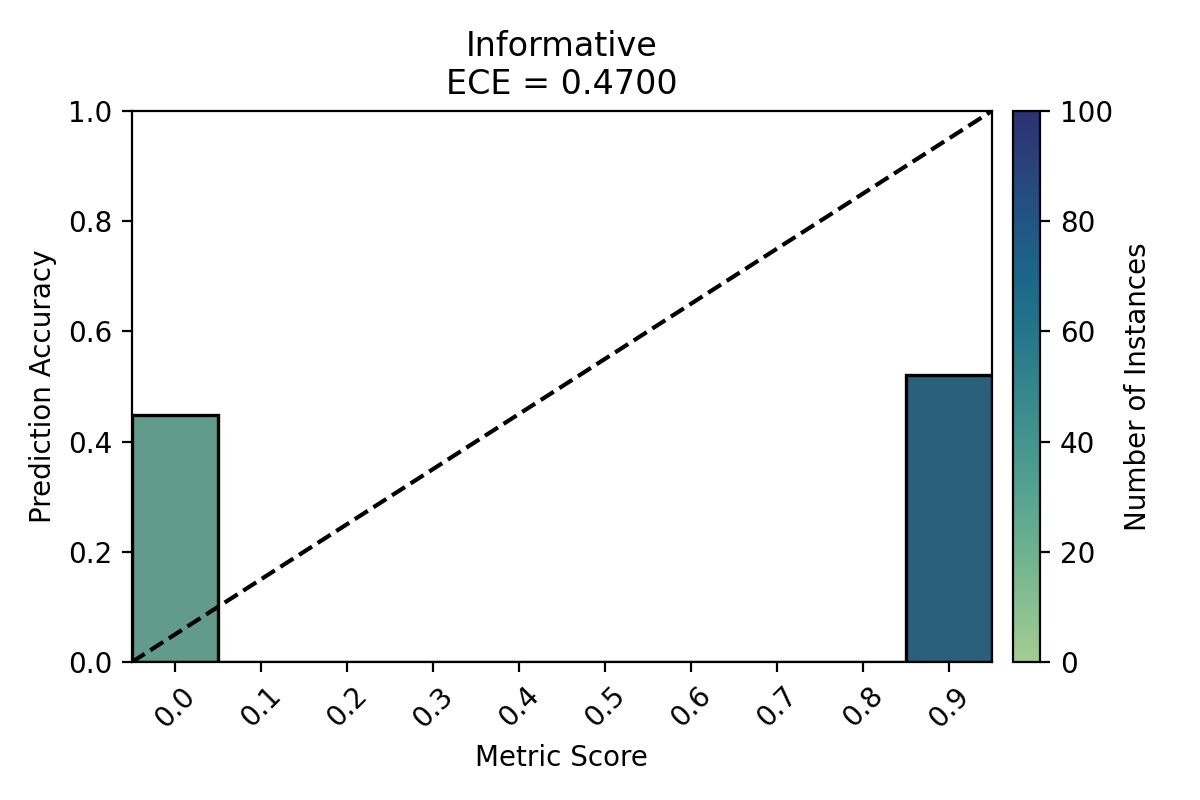 Informative
ECE = 0.4700
1.0
0.8
0.6
0.4
0.2
0.0
Prediction Accuracy
0.0 0.1 0.2 0.3 0.4 0.5 0.6 0.7 0.8 0.9
Metric Score
100
80
60
40
20
0
Number of Instances